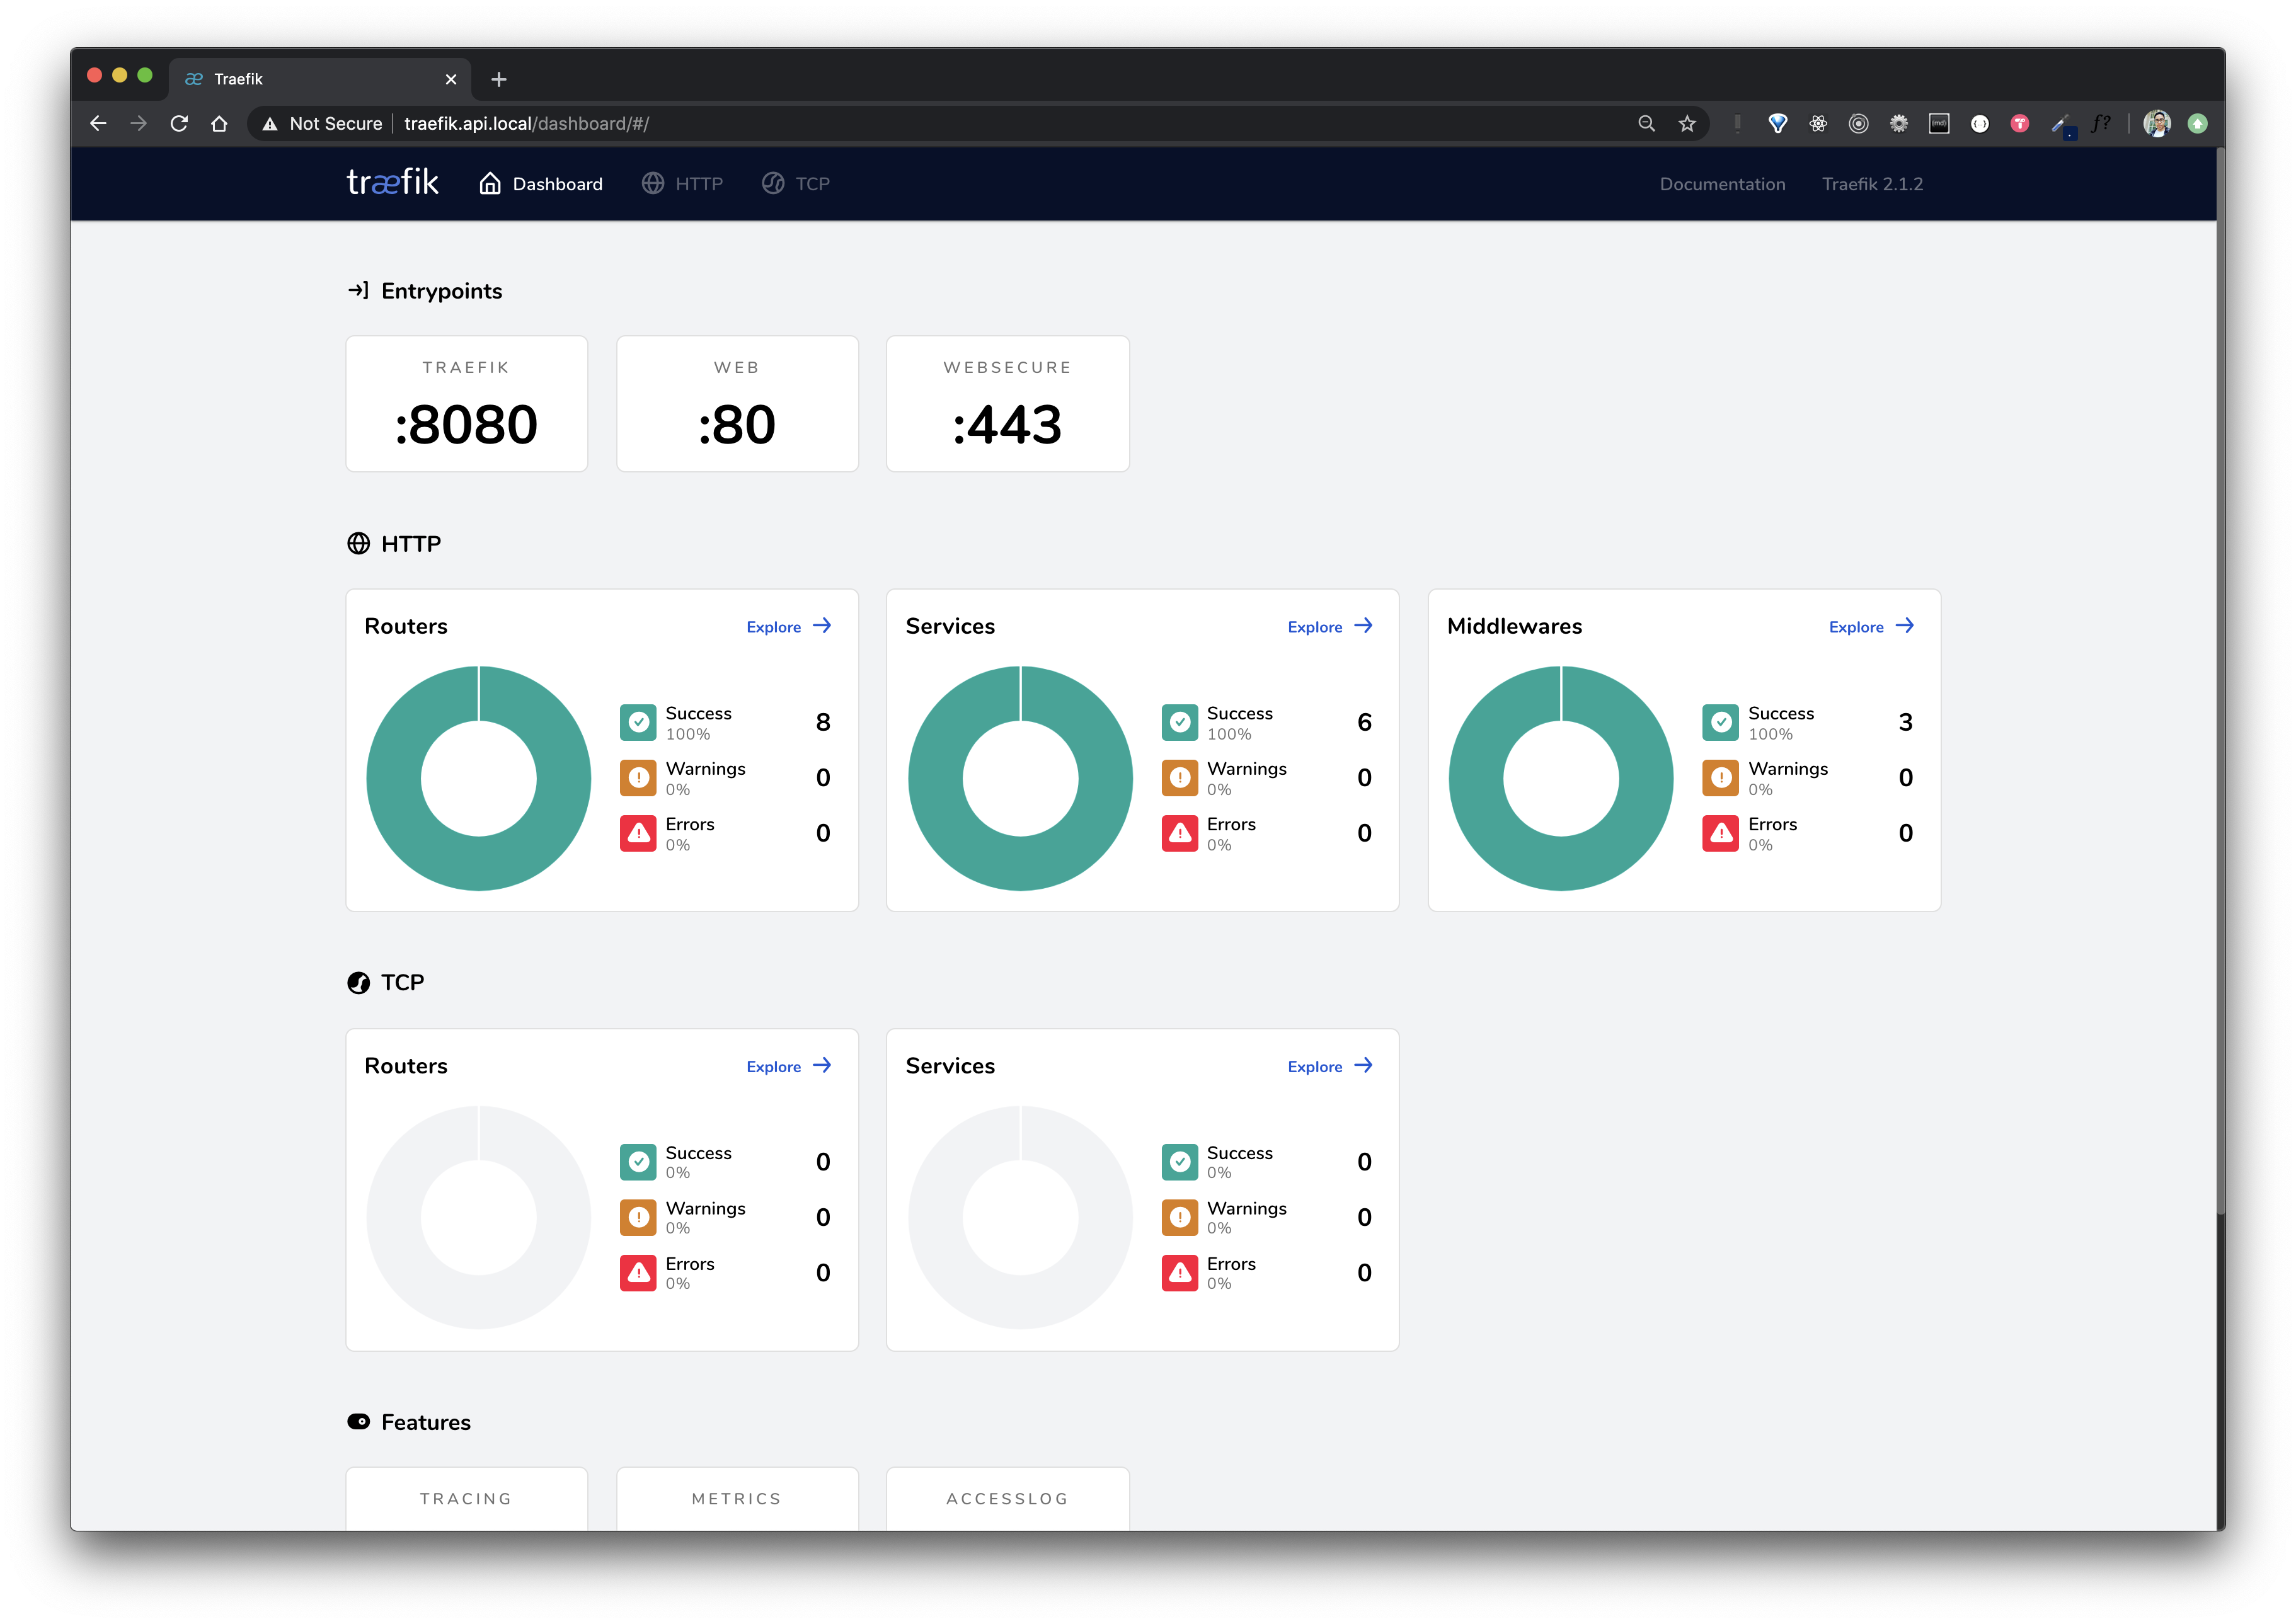 Traefik
Not Secure | traefik.api.local/dashboard/#/
træfik Dashboard HTTP TCP Documentation Traefik 2.1.2
Entrypoints
TRAEFIK WEB WEBSECURE
:8080 :80 :443
HTTP
Routers Explore Services Explore Middlewares Explore
Success 8 Success 6 Success 3
100% 100% 100%
Warnings 0 Warnings 0 Warnings 0
0% 0% 0%
Errors 0 Errors 0 Errors 0
0% 0% 0%
TCP
Routers Explore Services Explore
Success 0 Success 0
0% 0%
Warnings 0 Warnings 0
0% 0%
Errors 0 Errors 0
0% 0%
Features
TRACING METRICS ACCESSLOG